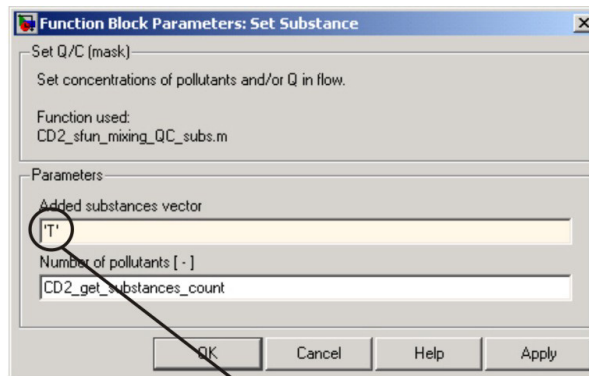 Function Block Parameters: Set Substance
Set Q/C (mask)
Set concentrations of pollutants and/or Q in flow.
Function used:
CD2_sfun_mixing_QC_subs.m
Parameters
Added substances vector
'T'
Number of pollutants [ - ]
CD2_get_substances_count
OK
Cancel
Help
Apply